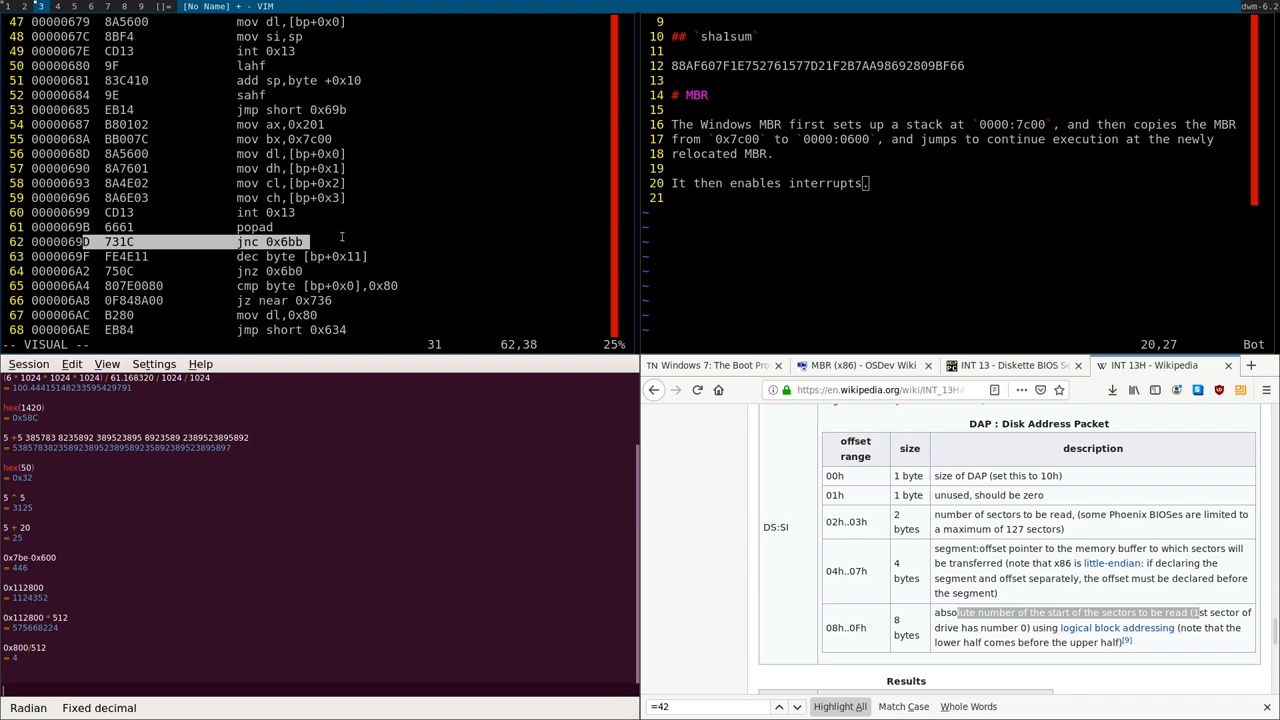 1 2 3 4 5 6 7 8 9 []= [No Name] + - VIM dwm-6.2
47 00000679 8A5600 mov dl,[bp+0x0]
48 0000067C 8BF4 mov si,sp
49 0000067E CD13 int 0x13
50 00000680 9F lahf
51 00000681 83C410 add sp,byte +0x10
52 00000684 9E sahf
53 00000685 EB14 jmp short 0x69b
54 00000687 B80102 mov ax,0x201
55 0000068A BB007C mov bx,0x7c00
56 0000068D 8A5600 mov dl,[bp+0x0]
57 00000690 8A7601 mov dh,[bp+0x1]
58 00000693 8A4E02 mov cl,[bp+0x2]
59 00000696 8A6E03 mov ch,[bp+0x3]
60 00000699 CD13 int 0x13
61 0000069B 6661 popad
62 0000069D 731C jnc 0x6bb
63 0000069F FE4E11 dec byte [bp+0x11]
64 000006A2 750C jnz 0x6b0
65 000006A4 807E0080 cmp byte [bp+0x0],0x80
66 000006A8 0F848A00 jz near 0x736
67 000006AC B280 mov dl,0x80
68 000006AE EB84 jmp short 0x634
-- VISUAL -- 31 62,38 25%
9
10 ## `sha1sum`
11
12 88AF607F1E752761577D21F2B7AA98692809BF66
13
14 # MBR
15
16 The Windows MBR first sets up a stack at `0000:7c00`, and then copies the MBR
17 from `0x7c00` to `0000:0600`, and jumps to continue execution at the newly
18 relocated MBR.
19
20 It then enables interrupts.
21
~
~
~
~
~
~
~
~
~
20,27 Bot
Session Edit View Settings Help
(6 * 1024 * 1024 * 1024) / 61.168320 / 1024 / 1024
= 100.44415148233595429791
hex(1420)
= 0x58C
5 +5 385783 8235892 389523895 8923589 2389523895892
= 53857838235892389523895892358923895238958​97
hex(50)
= 0x32
5 ^ 5
= 3125
5 + 20
= 25
0x7be-0x600
= 446
0x112800
= 1124352
0x112800 * 512
= 575668224
0x800/512
= 4
Radian Fixed decimal
TN Windows 7: The Boot Pro
MBR (x86) - OSDev Wiki
INT 13 - Diskette BIOS Se
W INT 13H - Wikipedia
https://en.wikipedia.org/wiki/INT_13H
DAP : Disk Address Packet
offset range size description
DS:SI
00h 1 byte size of DAP (set this to 10h)
01h 1 byte unused, should be zero
02h..03h 2 bytes number of sectors to be read, (some Phoenix BIOSes are limited to
a maximum of 127 sectors)
04h..07h 4 bytes segment:offset pointer to the memory buffer to which sectors will
be transferred (note that x86 is little-endian: if declaring the
segment and offset separately, the offset must be declared before
the segment)
08h..0Fh 8 bytes absolute number of the start of the sectors to be read (1st sector of
drive has number 0) using logical block addressing (note that the
lower half comes before the upper half)[9]
Results
=42 Highlight All Match Case Whole Words